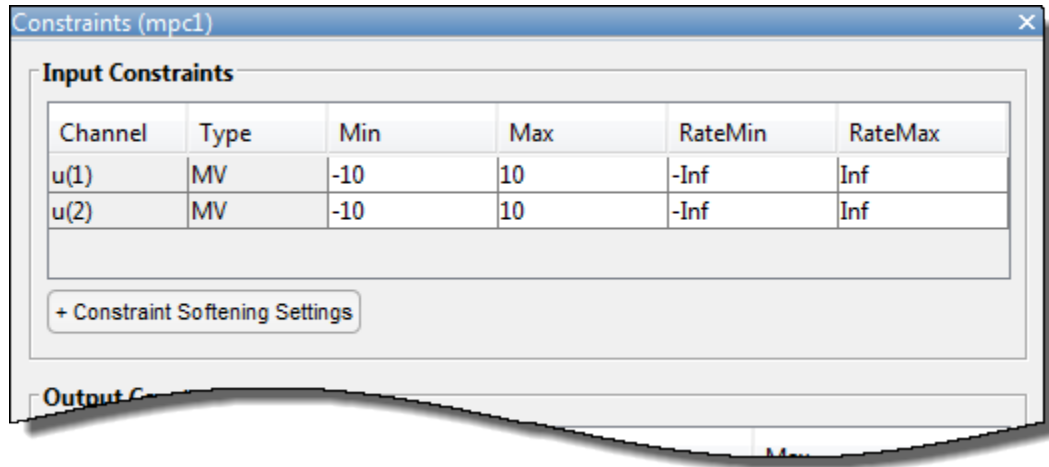 Constraints (mpc1)
Input Constraints
Channel Type Min Max RateMin RateMax
u(1) MV -10 10 -Inf Inf
u(2) MV -10 10 -Inf Inf
+ Constraint Softening Settings
Output